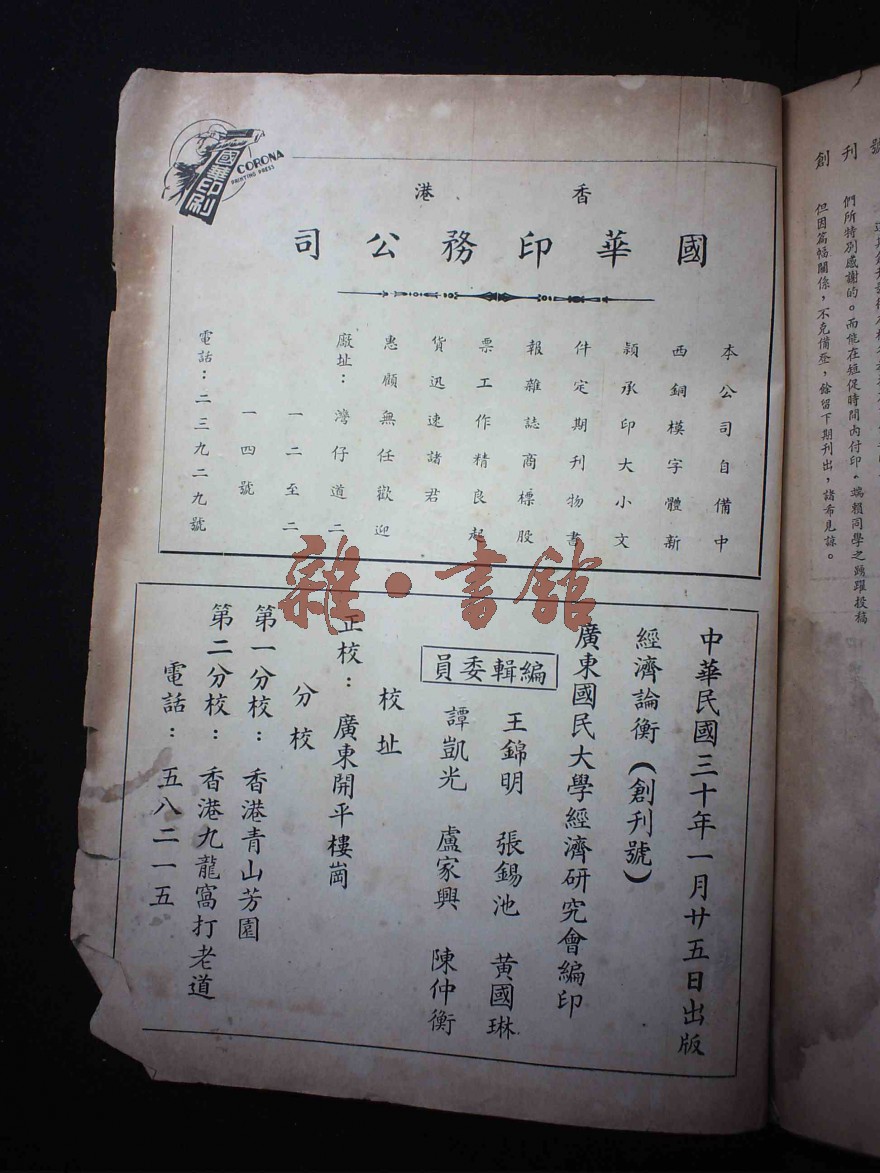 國華印刷
CORONA
PRINTING PRESS
香港
國華印務公司
本公司自備中
西銅模字體新
穎承印大小文
件定期刊物書
報雜誌商標股
票工作精良起
貨迅速諸君
惠顧無任歡迎
廠址：灣仔道二
一二至二
一四號
電話：二三九二九號
雜·書館
中華民國三十年一月廿五日出版
經濟論衡（創刊號）
廣東國民大學經濟研究會編印
編輯委員
王錦明 張錫池 黃國琳
譚凱光 盧家興 陳仲衡
校址
正校：廣東開平樓崗
分校
第一分校：香港青山芳園
第二分校：香港九龍窩打老道
電話：五八二一五
創刊號
們所特別感謝的。而能在短促時間內付印，端賴同學之踴躍投稿
但因篇幅關係，不克備登，餘留下期刊出，諸希見諒。